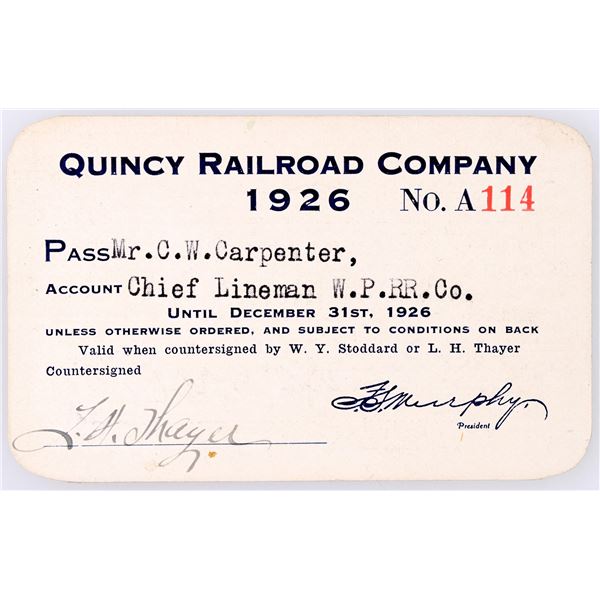 QUINCY RAILROAD COMPANY
1926 No. A114
PASS Mr. C. W. Carpenter,
ACCOUNT Chief Lineman W.P.RR.Co.
UNTIL DECEMBER 31ST, 1926
UNLESS OTHERWISE ORDERED, AND SUBJECT TO CONDITIONS ON BACK
Valid when countersigned by W. Y. Stoddard or L. H. Thayer
Countersigned
L. H. Thayer
F. G. Murphy.
President